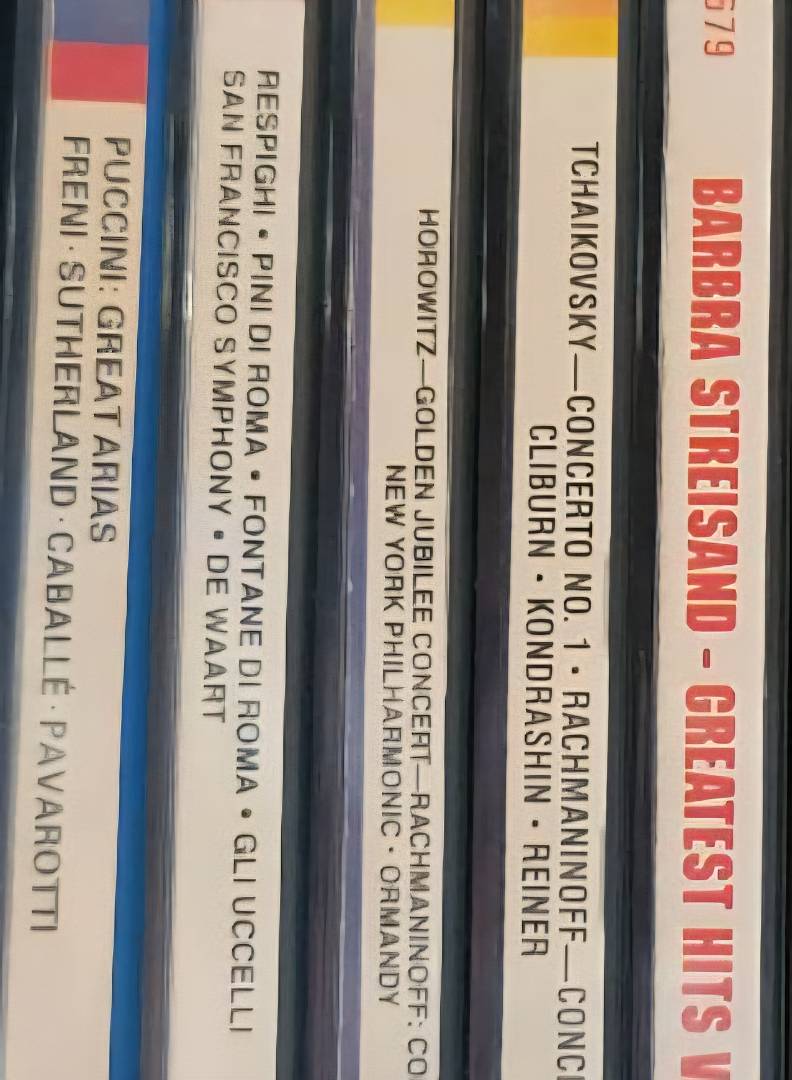 PUCCINI: GREAT ARIAS
FRENI · SUTHERLAND · CABALLÉ · PAVAROTTI
RESPIGHI • PINI DI ROMA • FONTANE DI ROMA • GLI UCCELLI
SAN FRANCISCO SYMPHONY • DE WAART
HOROWITZ—GOLDEN JUBILEE CONCERT—RACHMANINOFF: CO
NEW YORK PHILHARMONIC · ORMANDY
TCHAIKOVSKY—CONCERTO NO. 1 • RACHMANINOFF—CONC
CLIBURN • KONDRASHIN • REINER
679
BARBRA STREISAND - GREATEST HITS V